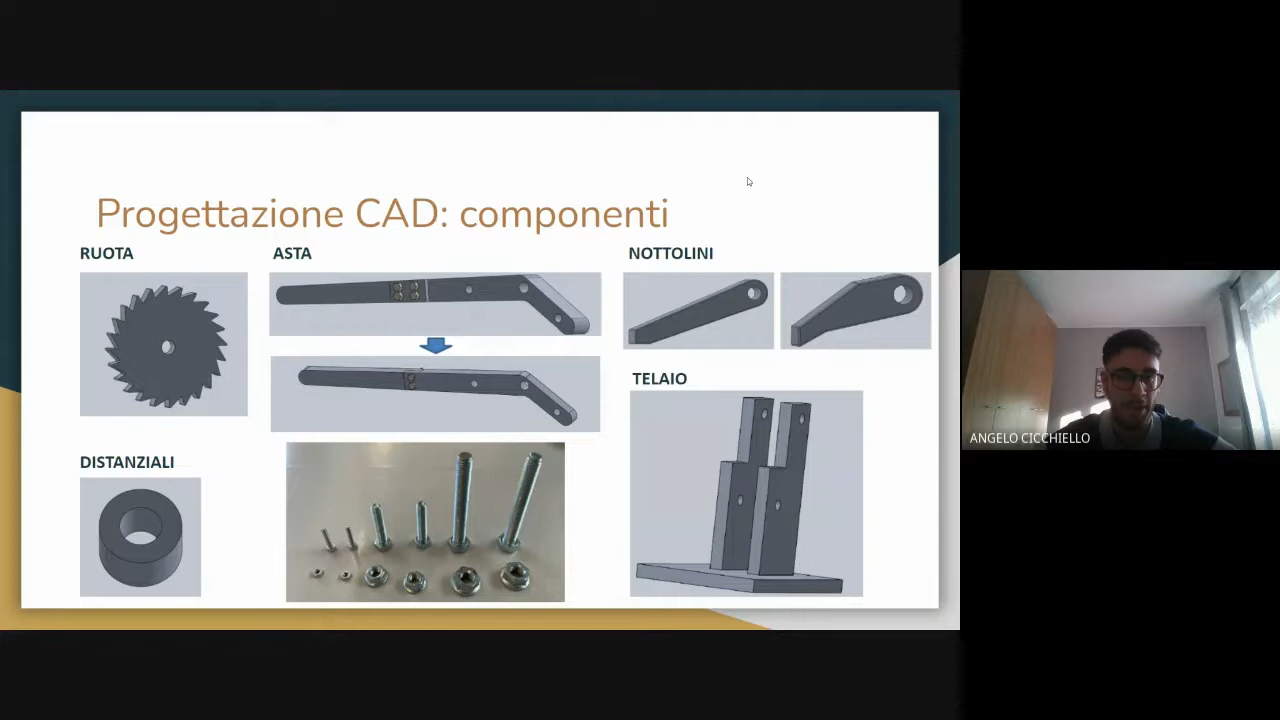 Progettazione CAD: componenti
RUOTA
ASTA
NOTTOLINI
TELAIO
DISTANZIALI
ANGELO CICCHIELLO